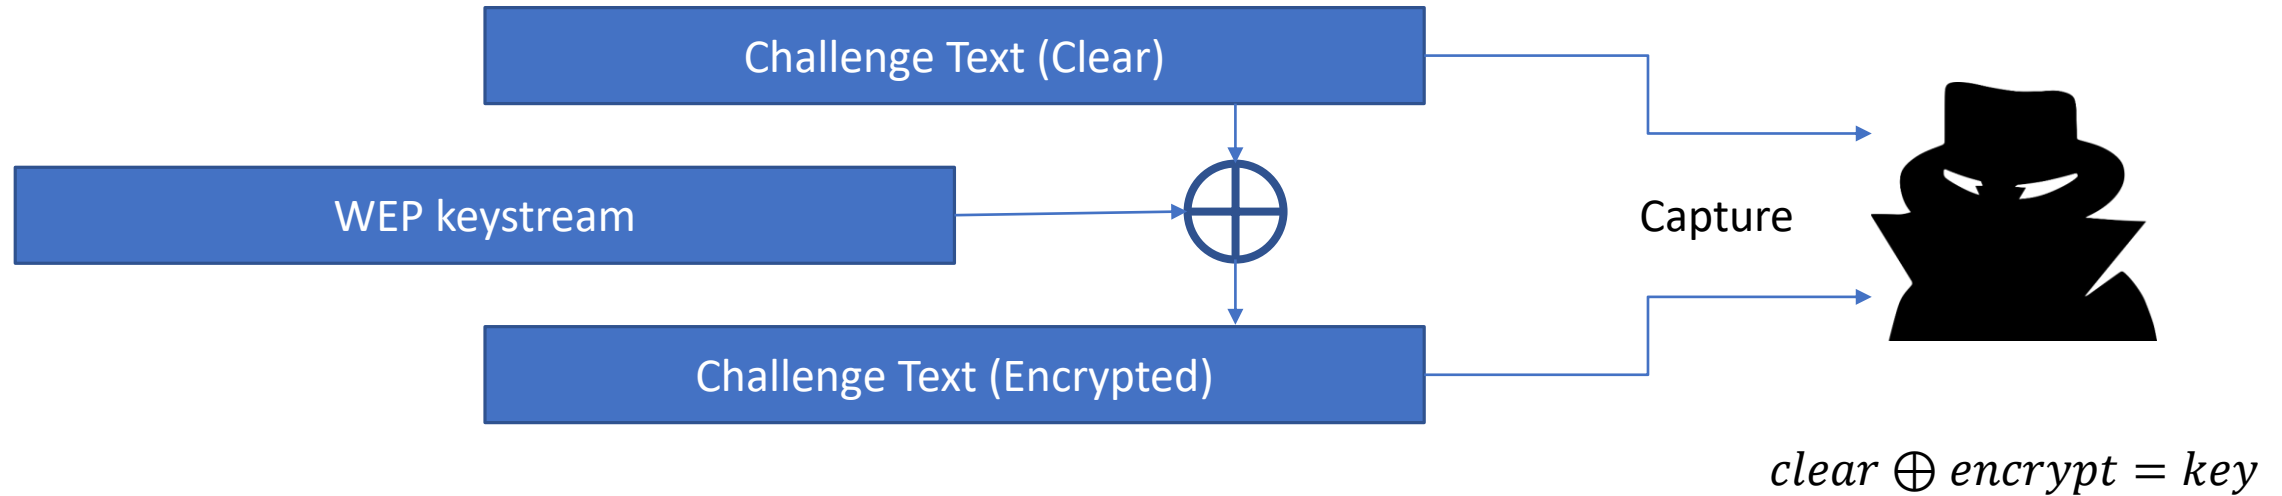 Challenge Text (Clear)
WEP keystream
Capture
Challenge Text (Encrypted)
clear ⊕ encrypt = key